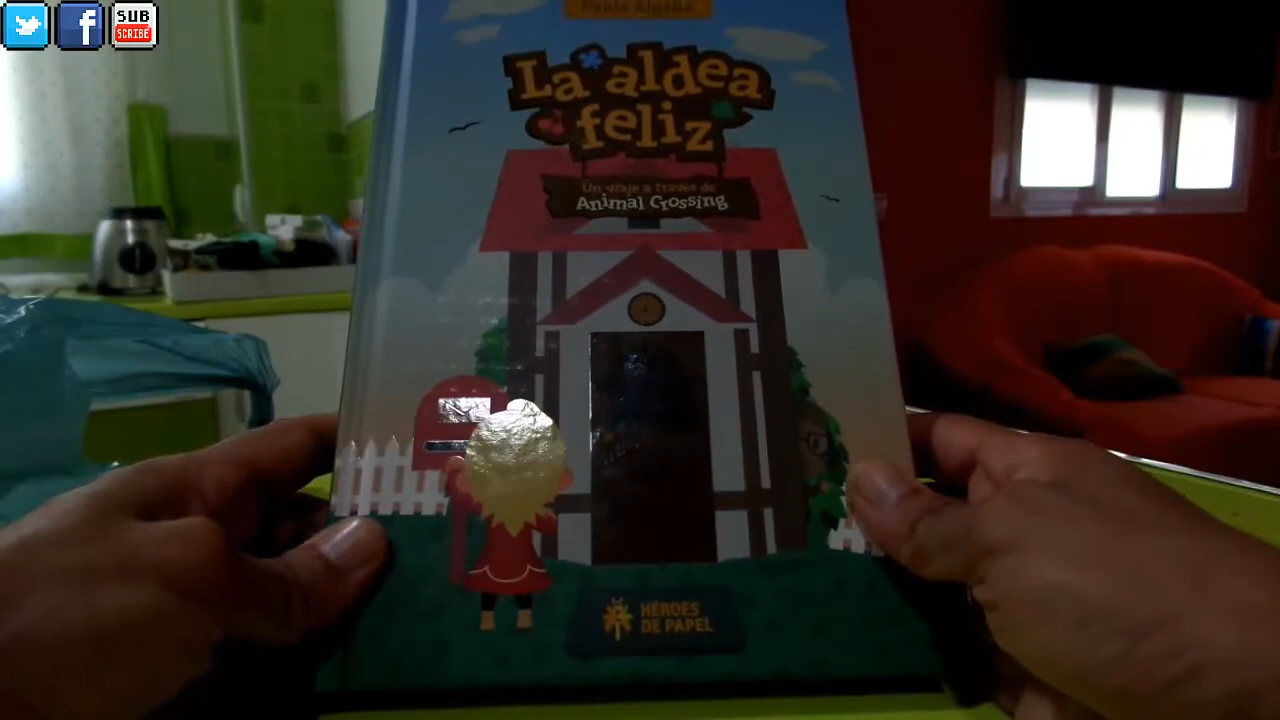 SUB
SCRIBE
Pablo Algaba
La aldea
feliz
Un viaje a través de
Animal Crossing
HÉROES
DE PAPEL